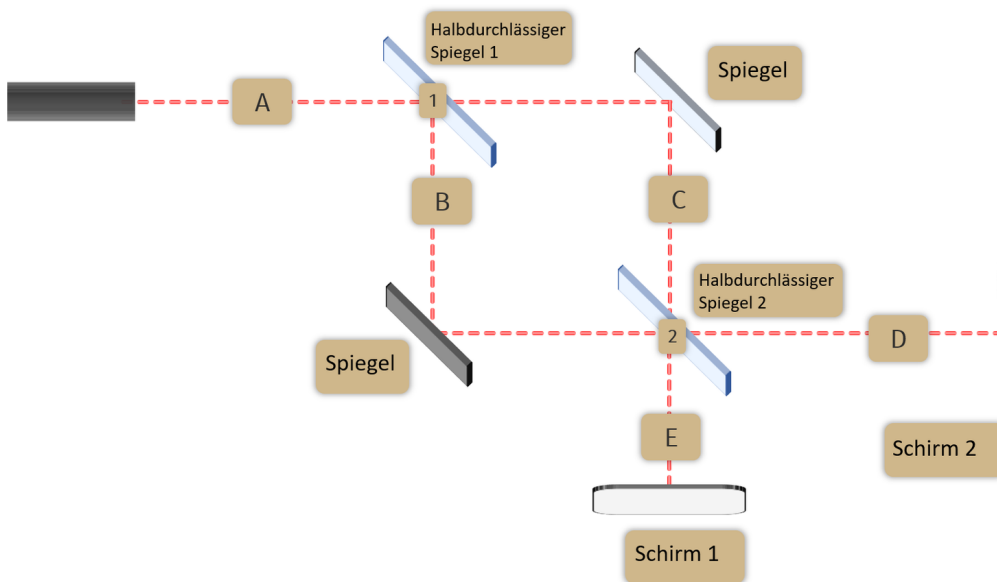 Halbdurchlässiger
Spiegel 1
Spiegel
A
1
B
C
Halbdurchlässiger
Spiegel 2
2
D
Spiegel
E
Schirm 2
Schirm 1